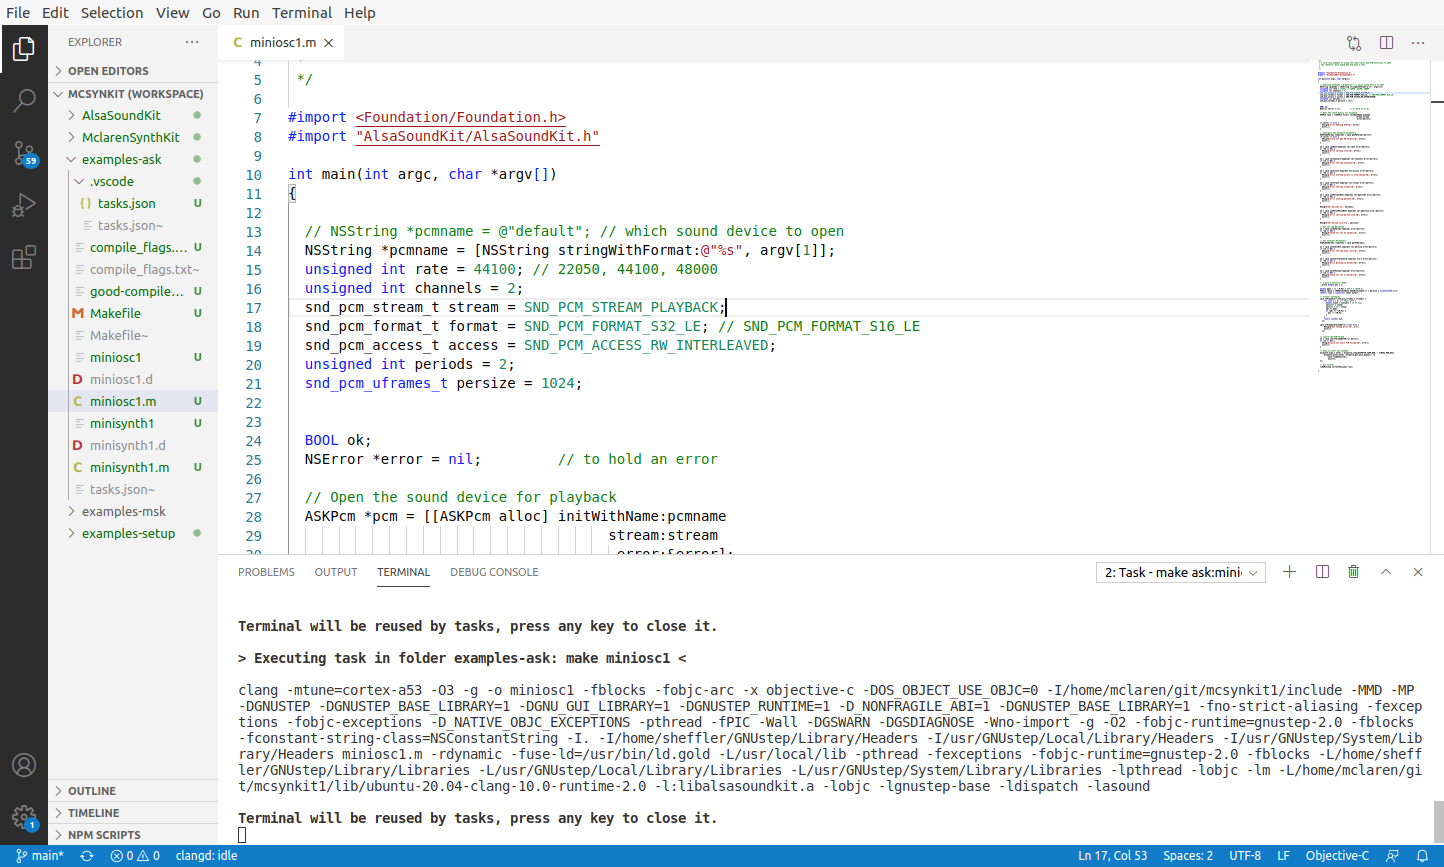 File Edit Selection View Go Run Terminal Help
EXPLORER
OPEN EDITORS
MCSYNKIT (WORKSPACE)
AlsaSoundKit
MclarenSynthKit
examples-ask
.vscode
{} tasks.json U
tasks.json~
compile_flags.... U
compile_flags.txt~
good-compile... U
M Makefile U
Makefile~
miniosc1 U
D miniosc1.d
C miniosc1.m U
minisynth1 U
D minisynth1.d
C minisynth1.m U
tasks.json~
examples-msk
examples-setup
OUTLINE
TIMELINE
NPM SCRIPTS
59
1
C miniosc1.m
4
5 */
6
7 #import <Foundation/Foundation.h>
8 #import "AlsaSoundKit/AlsaSoundKit.h"
9
10 int main(int argc, char *argv[])
11 {
12
13 // NSString *pcmname = @"default"; // which sound device to open
14 NSString *pcmname = [NSString stringWithFormat:@"%s", argv[1]];
15 unsigned int rate = 44100; // 22050, 44100, 48000
16 unsigned int channels = 2;
17 snd_pcm_stream_t stream = SND_PCM_STREAM_PLAYBACK;
18 snd_pcm_format_t format = SND_PCM_FORMAT_S32_LE; // SND_PCM_FORMAT_S16_LE
19 snd_pcm_access_t access = SND_PCM_ACCESS_RW_INTERLEAVED;
20 unsigned int periods = 2;
21 snd_pcm_uframes_t persize = 1024;
22
23
24 BOOL ok;
25 NSError *error = nil; // to hold an error
26
27 // Open the sound device for playback
28 ASKPcm *pcm = [[ASKPcm alloc] initWithName:pcmname
29 stream:stream
30 error:&error];
PROBLEMS OUTPUT TERMINAL DEBUG CONSOLE
2: Task - make ask:mini
Terminal will be reused by tasks, press any key to close it.
> Executing task in folder examples-ask: make miniosc1 <
clang -mtune=cortex-a53 -O3 -g -o miniosc1 -fblocks -fobjc-arc -x objective-c -DOS_OBJECT_USE_OBJC=0 -I/home/mclaren/git/mcsynkit1/include -MMD -MP
-DGNUSTEP -DGNUSTEP_BASE_LIBRARY=1 -DGNU_GUI_LIBRARY=1 -DGNUSTEP_RUNTIME=1 -D_NONFRAGILE_ABI=1 -DGNUSTEP_BASE_LIBRARY=1 -fno-strict-aliasing -fexcep
tions -fobjc-exceptions -D_NATIVE_OBJC_EXCEPTIONS -pthread -fPIC -Wall -DGSWARN -DGSDIAGNOSE -Wno-import -g -O2 -fobjc-runtime=gnustep-2.0 -fblocks
-fconstant-string-class=NSConstantString -I. -I/home/sheffler/GNUstep/Library/Headers -I/usr/GNUstep/Local/Library/Headers -I/usr/GNUstep/System/Lib
rary/Headers miniosc1.m -rdynamic -fuse-ld=/usr/bin/ld.gold -L/usr/local/lib -pthread -fexceptions -fobjc-runtime=gnustep-2.0 -fblocks -L/home/sheff
ler/GNUstep/Library/Libraries -L/usr/GNUstep/Local/Library/Libraries -L/usr/GNUstep/System/Library/Libraries -lpthread -lobjc -lm -L/home/mclaren/gi
t/mcsynkit1/lib/ubuntu-20.04-clang-10.0-runtime-2.0 -l:libalsasoundkit.a -lobjc -lgnustep-base -ldispatch -lasound
Terminal will be reused by tasks, press any key to close it.
main* 0 0 clangd: idle Ln 17, Col 53 Spaces: 2 UTF-8 LF Objective-C